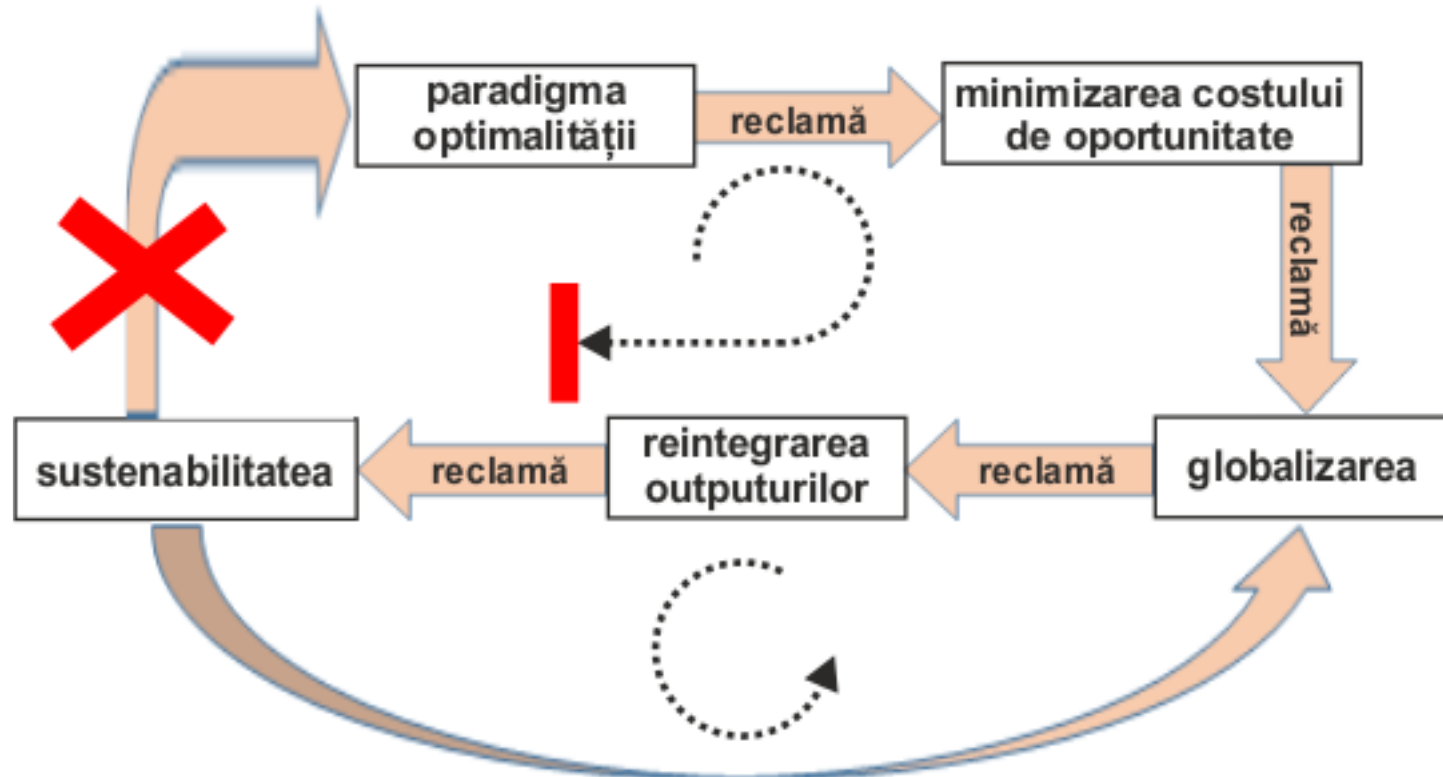 paradigma
optimalității
reclamă
minimizarea costului
de oportunitate
reclamă
sustenabilitatea
reclamă
reintegrarea
outputurilor
reclamă
globalizarea